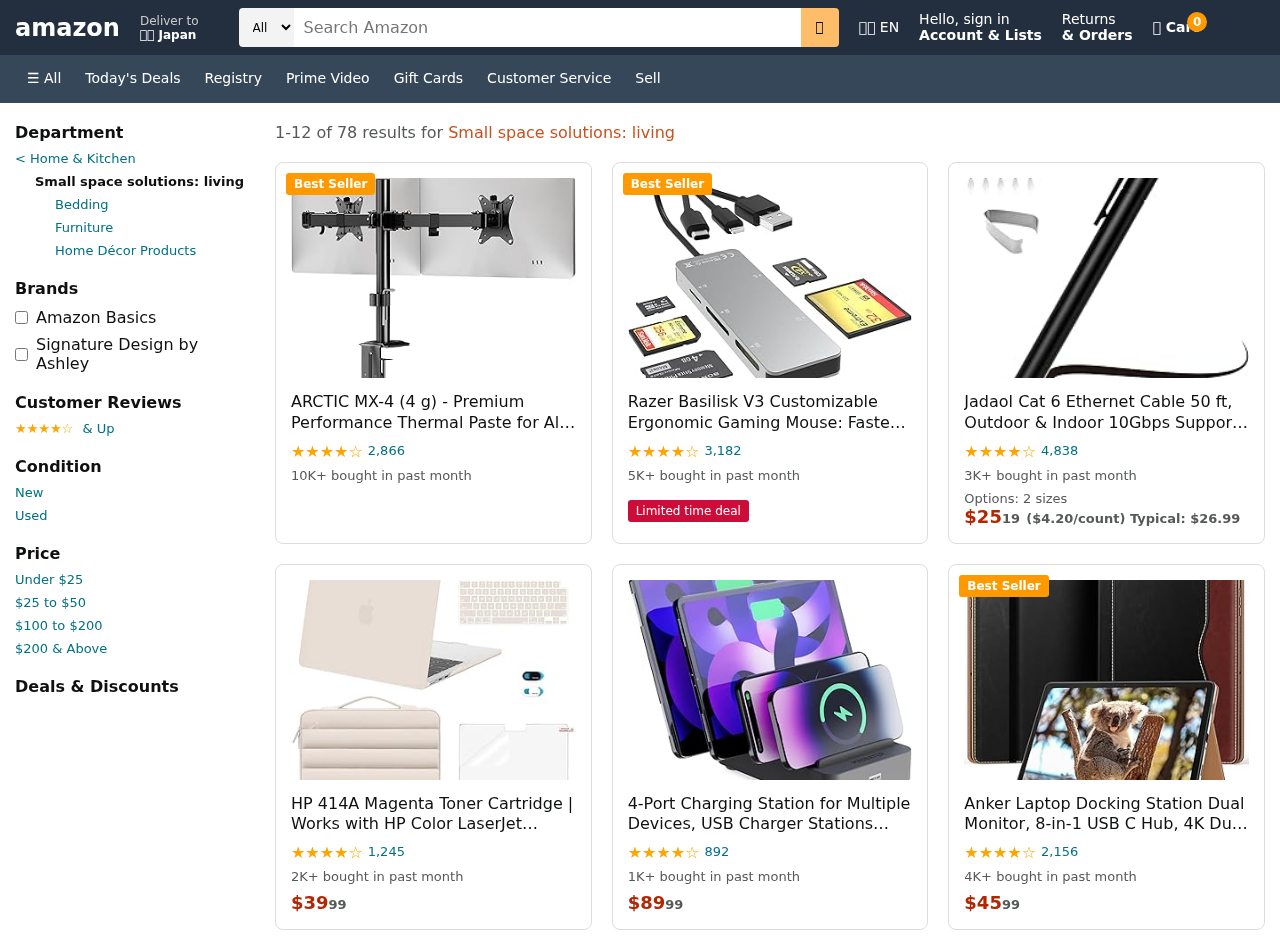 amazon
Deliver to
Japan
All
Search Amazon
EN
Hello, sign in
Account & Lists
Returns
& Orders
0
☰ All
Today's Deals
Registry
Prime Video
Gift Cards
Customer Service
Sell
Department
< Home & Kitchen
Small space solutions: living
Bedding
Furniture
Home Décor Products
Brands
Amazon Basics
Signature Design by
Ashley
Customer Reviews
★★★★☆ & Up
Condition
New
Used
Price
Under $25
$25 to $50
$100 to $200
$200 & Above
Deals & Discounts
1-12 of 78 results for Small space solutions: living
Best Seller
ARCTIC MX-4 (4 g) - Premium
Performance Thermal Paste for Al…
★★★★☆ 2,866
10K+ bought in past month
Best Seller
Razer Basilisk V3 Customizable
Ergonomic Gaming Mouse: Faste…
★★★★☆ 3,182
5K+ bought in past month
Limited time deal
Jadaol Cat 6 Ethernet Cable 50 ft,
Outdoor & Indoor 10Gbps Suppor…
★★★★☆ 4,838
3K+ bought in past month
Options: 2 sizes
$2519 ($4.20/count) Typical: $26.99
HP 414A Magenta Toner Cartridge |
Works with HP Color LaserJet…
★★★★☆ 1,245
2K+ bought in past month
$3999
4-Port Charging Station for Multiple
Devices, USB Charger Stations…
★★★★☆ 892
1K+ bought in past month
$8999
Best Seller
Anker Laptop Docking Station Dual
Monitor, 8-in-1 USB C Hub, 4K Du…
★★★★☆ 2,156
4K+ bought in past month
$4599